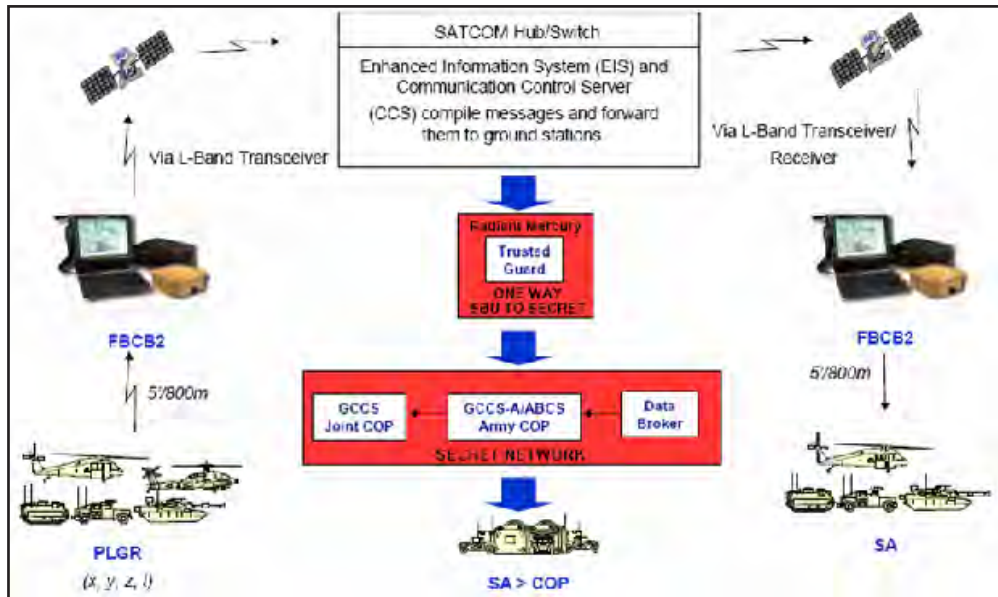 SATCOM Hub/Switch
Enhanced Information System (EIS) and
Communication Control Server
(CCS) compile messages and forward
them to ground stations
Via L-Band Transceiver
Via L-Band Transceiver/
Receiver
Radiant Mercury
Trusted
Guard
ONE WAY
SBU TO SECRET
FBCB2
FBCB2
5'/800m
5'/800m
GCCS
Joint COP
GCCS-A/ABCS
Army COP
Data
Broker
SECRET NETWORK
PLGR
(x, y, z, t)
SA > COP
SA